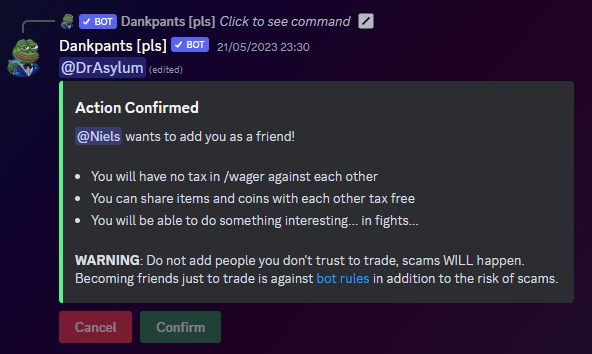 ✓ BOT Dankpants [pls] Click to see command
Dankpants [pls] ✓ BOT 21/05/2023 23:30
@DrAsylum (edited)
Action Confirmed
@Niels wants to add you as a friend!
• You will have no tax in /wager against each other
• You can share items and coins with each other tax free
• You will be able to do something interesting... in fights...
WARNING: Do not add people you don't trust to trade, scams WILL happen.
Becoming friends just to trade is against bot rules in addition to the risk of scams.
Cancel Confirm